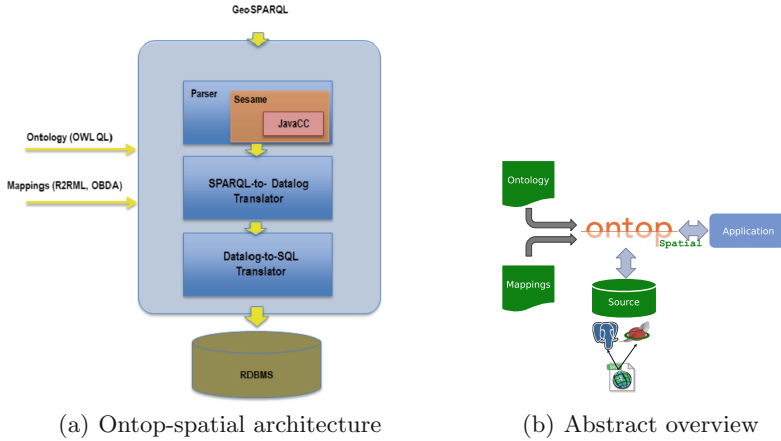 GeoSPARQL
Parser
Sesame
JavaCC
Ontology (OWL QL)
Mappings (R2RML, OBDA)
SPARQL-to- Datalog
Translator
Datalog-to-SQL
Translator
RDBMS
(a) Ontop-spatial architecture
Ontology
ontop
Spatial
Application
Mappings
Source
(b) Abstract overview